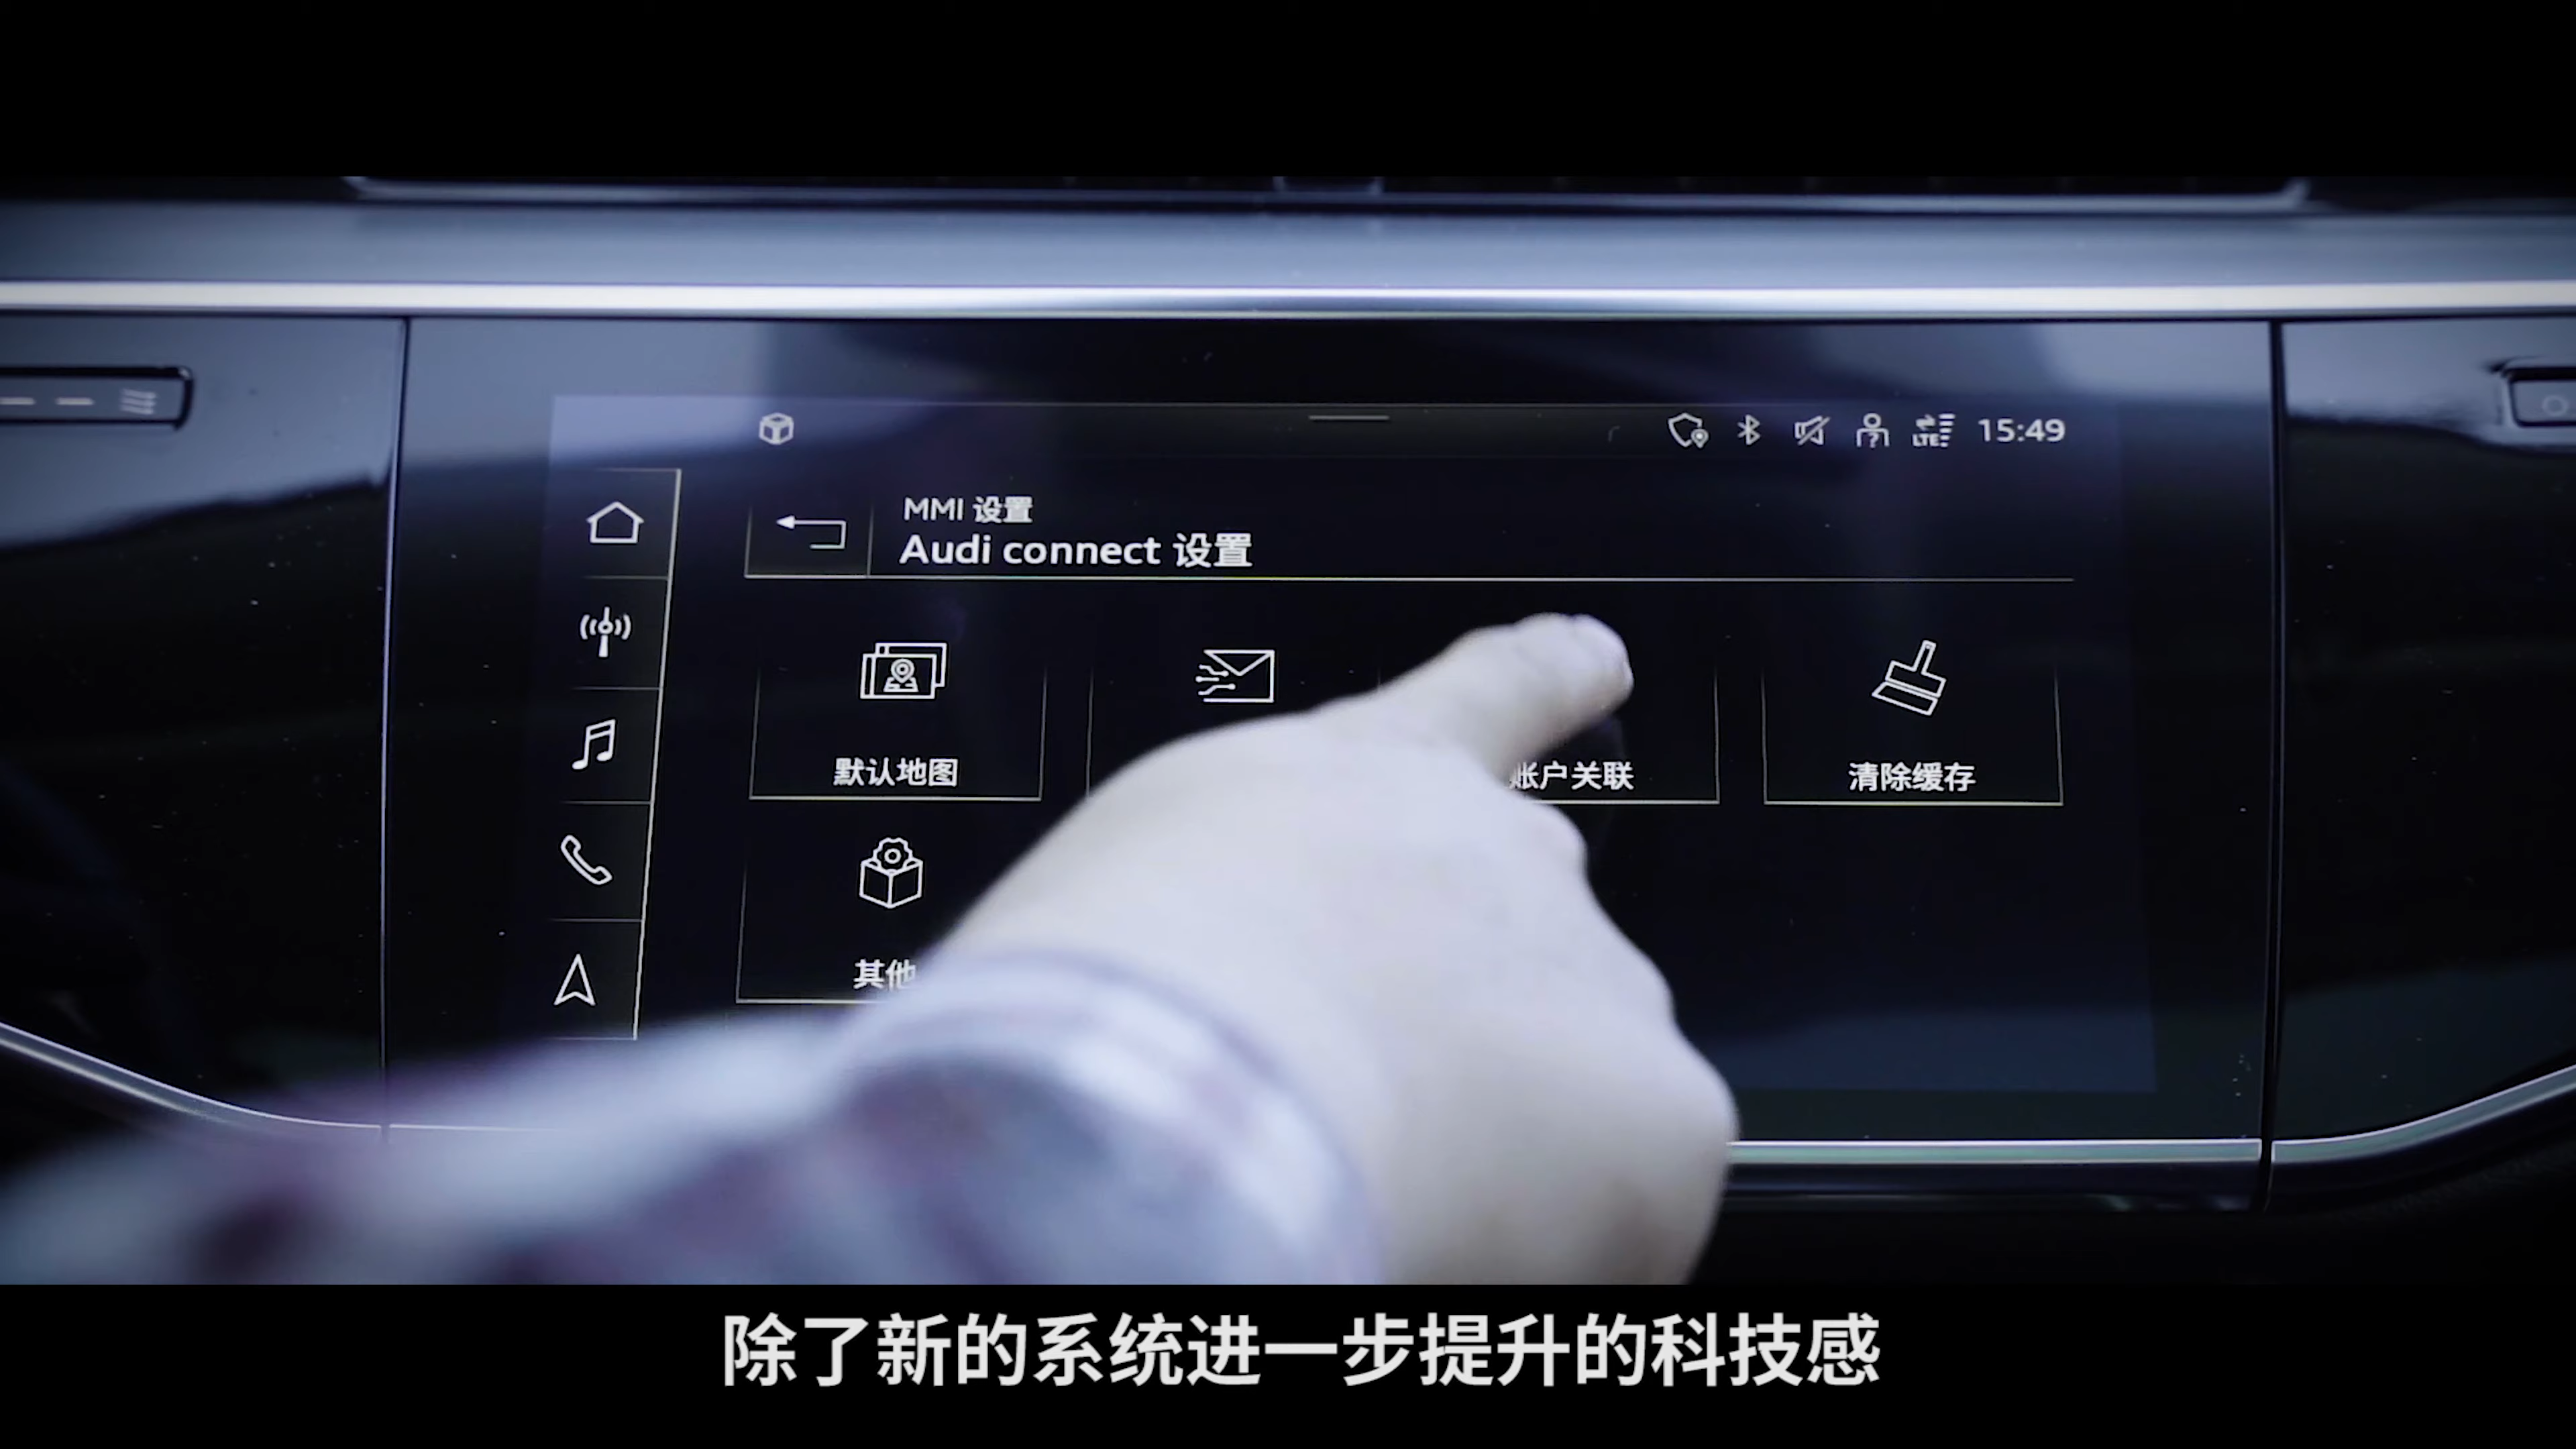 LTE 15:49
MMI 设置
Audi connect 设置
默认地图
账户关联
清除缓存
其他
除了新的系统进一步提升的科技感